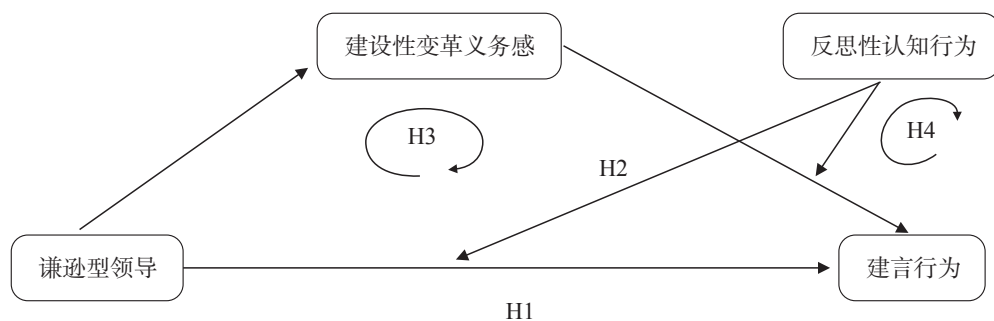 建设性变革义务感
反思性认知行为
H3
H4
H2
谦逊型领导
建言行为
H1